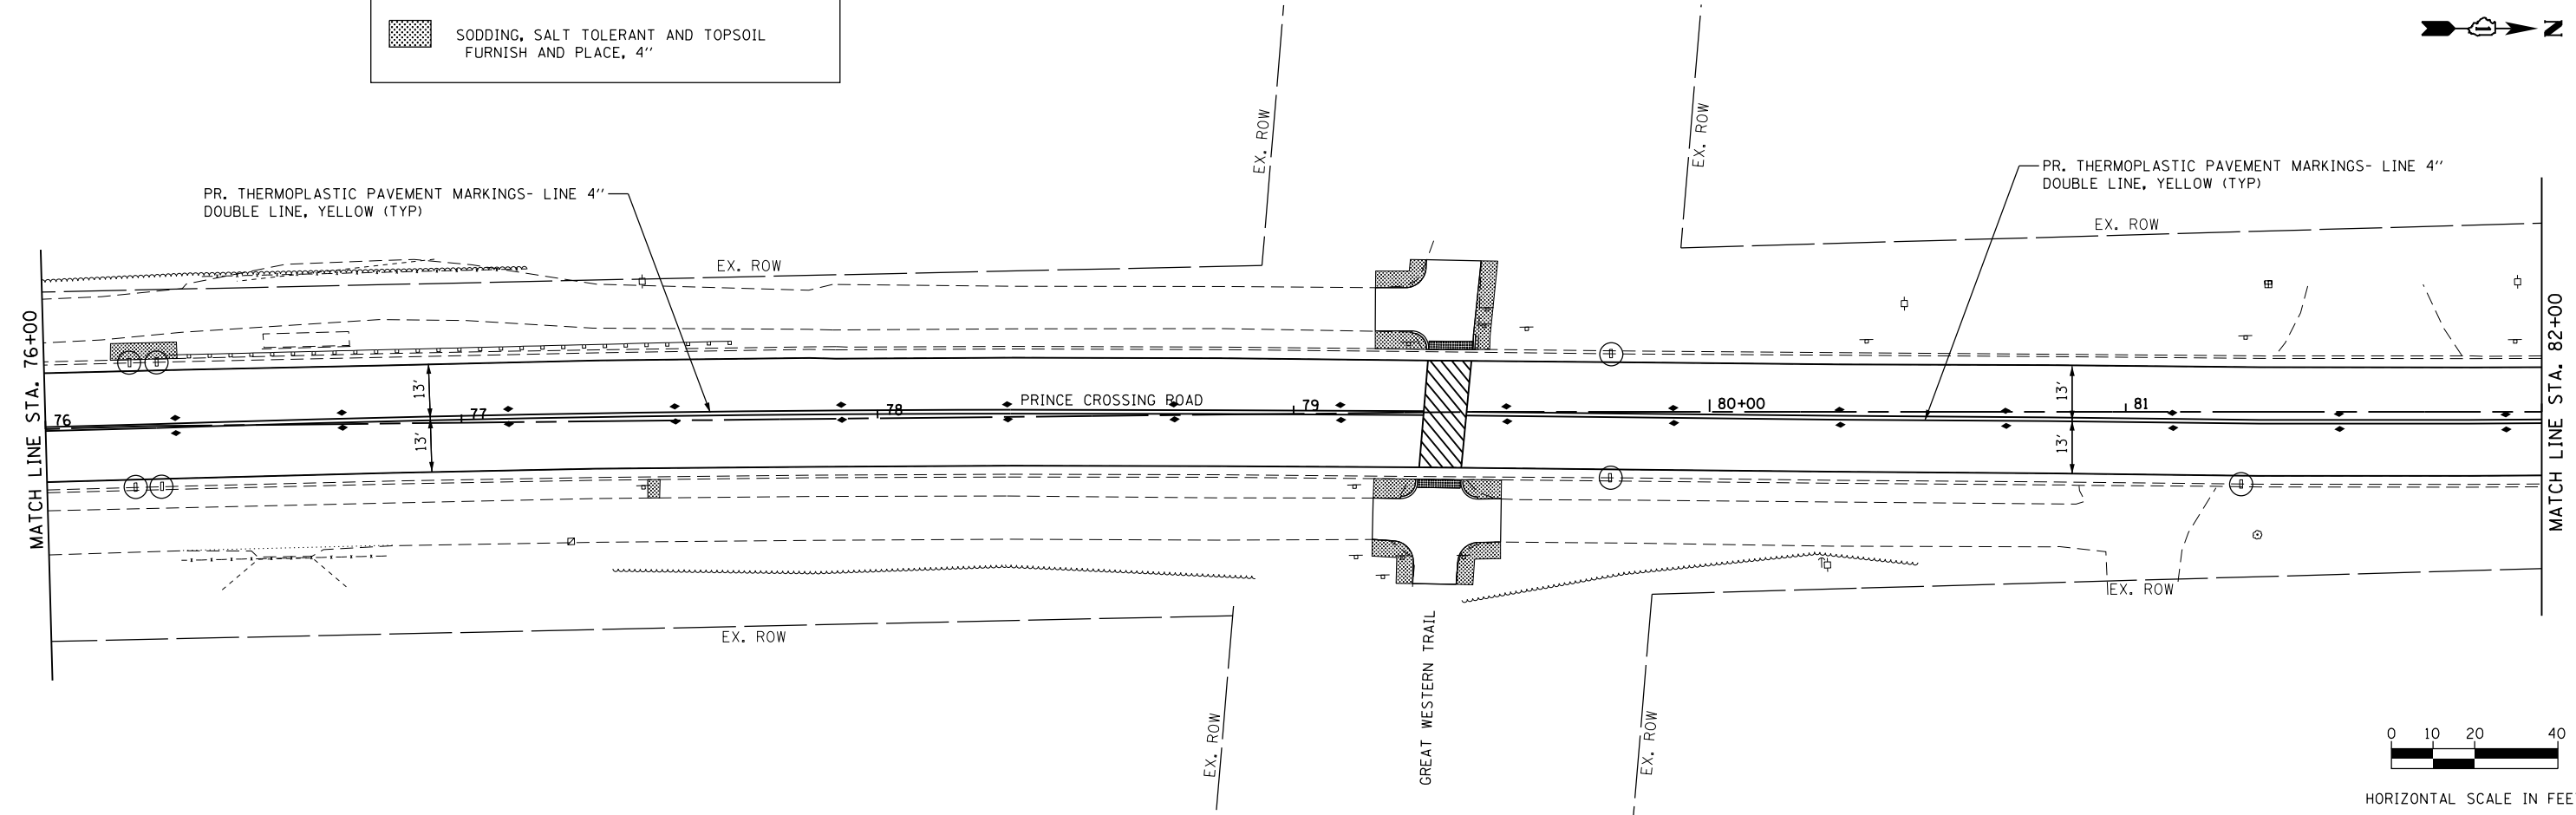 SODDING, SALT TOLERANT AND TOPSOIL
FURNISH AND PLACE, 4''
N
EX. ROW
EX. ROW
PR. THERMOPLASTIC PAVEMENT MARKINGS- LINE 4''
DOUBLE LINE, YELLOW (TYP)
PR. THERMOPLASTIC PAVEMENT MARKINGS- LINE 4''
DOUBLE LINE, YELLOW (TYP)
EX. ROW
EX. ROW
MATCH LINE STA. 76+00
MATCH LINE STA. 82+00
13'
13'
PRINCE CROSSING ROAD
76
77
78
79
80+00
81
13'
13'
EX. ROW
EX. ROW
GREAT WESTERN TRAIL
EX. ROW
EX. ROW
0 10 20 40
HORIZONTAL SCALE IN FEE